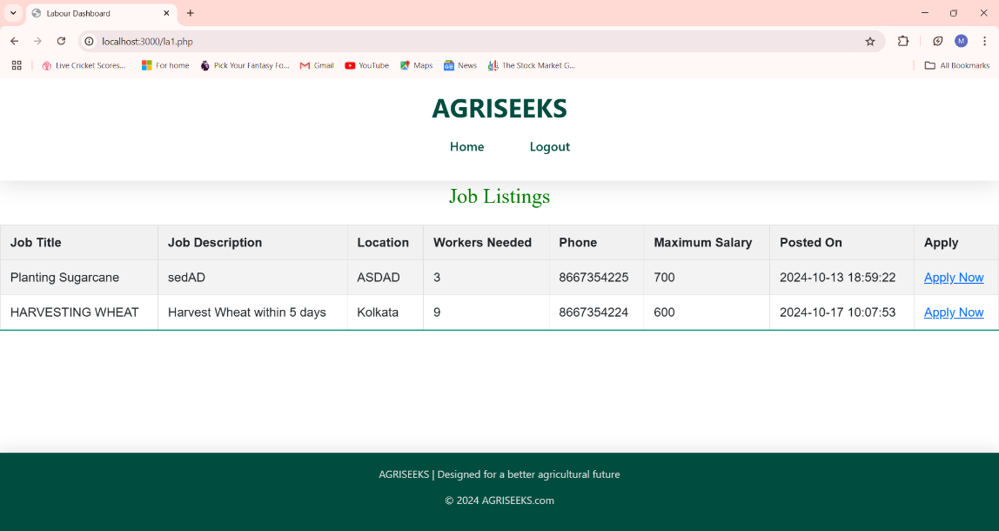 Labour Dashboard
localhost:3000/la1.php
M
Live Cricket Scores... For home Pick Your Fantasy Fo... Gmail YouTube Maps News The Stock Market G... All Bookmarks
AGRISEEKS
Home Logout
Job Listings
Job Title Job Description Location Workers Needed Phone Maximum Salary Posted On Apply
Planting Sugarcane sedAD ASDAD 3 8667354225 700 2024-10-13 18:59:22 Apply Now
HARVESTING WHEAT Harvest Wheat within 5 days Kolkata 9 8667354224 600 2024-10-17 10:07:53 Apply Now
AGRISEEKS | Designed for a better agricultural future
© 2024 AGRISEEKS.com